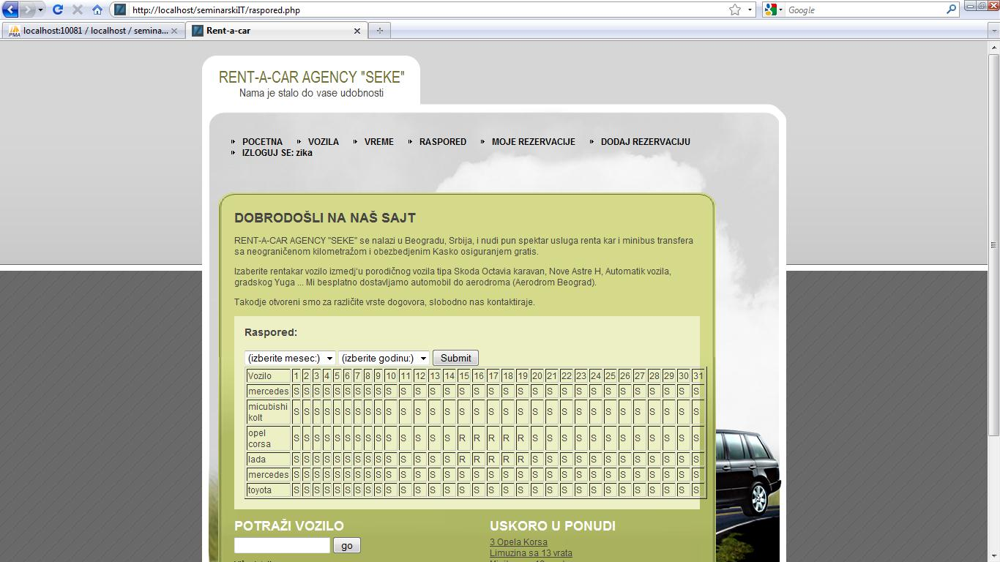 http://localhost/seminarskiIT/raspored.php
Google
localhost:10081 / localhost / semina...
Rent-a-car
RENT-A-CAR AGENCY "SEKE"
Nama je stalo do vase udobnosti
POCETNA VOZILA VREME RASPORED MOJE REZERVACIJE DODAJ REZERVACIJU
IZLOGUJ SE: zika
DOBRODOŠLI NA NAŠ SAJT
RENT-A-CAR AGENCY "SEKE" se nalazi u Beogradu, Srbija, i nudi pun spektar usluga renta kar i minibus transfera
sa neograničenom kilometražom i obezbedjenim Kasko osiguranjem gratis.
Izaberite rentakar vozilo izmedj'u porodičnog vozila tipa Skoda Octavia karavan, Nove Astre H, Automatik vozila,
gradskog Yuga ... Mi besplatno dostavljamo automobil do aerodroma (Aerodrom Beograd).
Takodje otvoreni smo za različite vrste dogovora, slobodno nas kontaktiraje.
Raspored:
(izberite mesec:) (izberite godinu:) Submit
Vozilo 1 2 3 4 5 6 7 8 9 10 11 12 13 14 15 16 17 18 19 20 21 22 23 24 25 26 27 28 29 30 31
mercedes S S S S S S S S S S S S S S S S S S S S S S S S S S S S S S S
micubishi
kolt S S S S S S S S S S S S S S S S S S S S S S S S S S S S S S S
opel
corsa S S S S S S S S S S S S S S R R R R R S S S S S S S S S S S S
lada S S S S S S S S S S S S S S R R R R R S S S S S S S S S S S S
mercedes S S S S S S S S S S S S S S S S S S S S S S S S S S S S S S S
toyota S S S S S S S S S S S S S S S S S S S S S S S S S S S S S S S
POTRAŽI VOZILO
go
USKORO U PONUDI
3 Opela Korsa
Limuzina sa 13 vrata